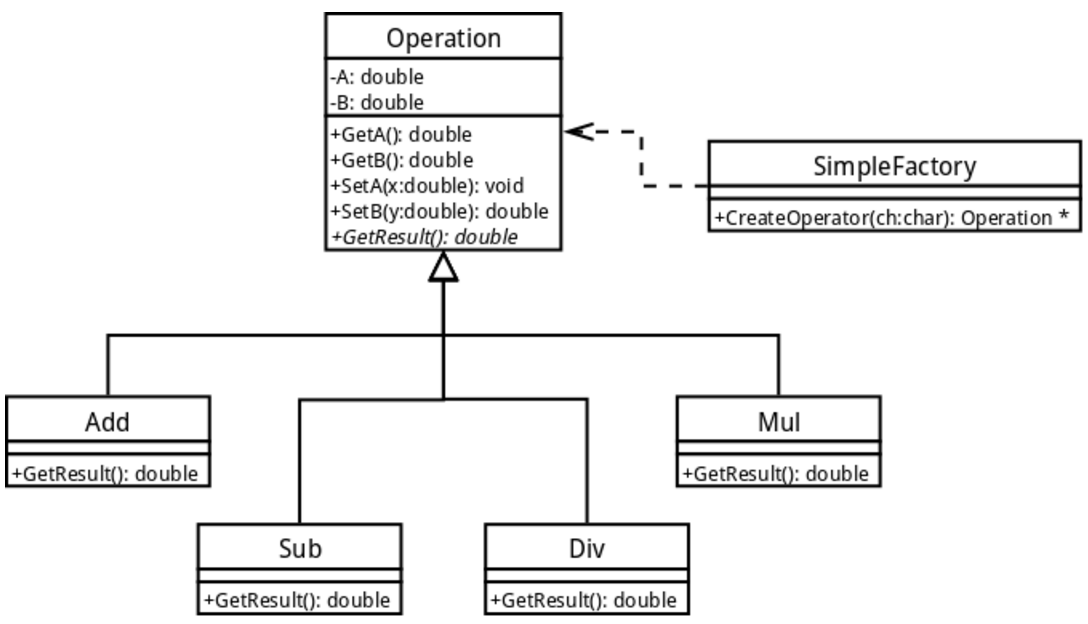 Operation
-A: double
-B: double
+GetA(): double
+GetB(): double
+SetA(x:double): void
+SetB(y:double): double
+GetResult(): double
SimpleFactory
+CreateOperator(ch:char): Operation *
Add
+GetResult(): double
Mul
+GetResult(): double
Sub
+GetResult(): double
Div
+GetResult(): double